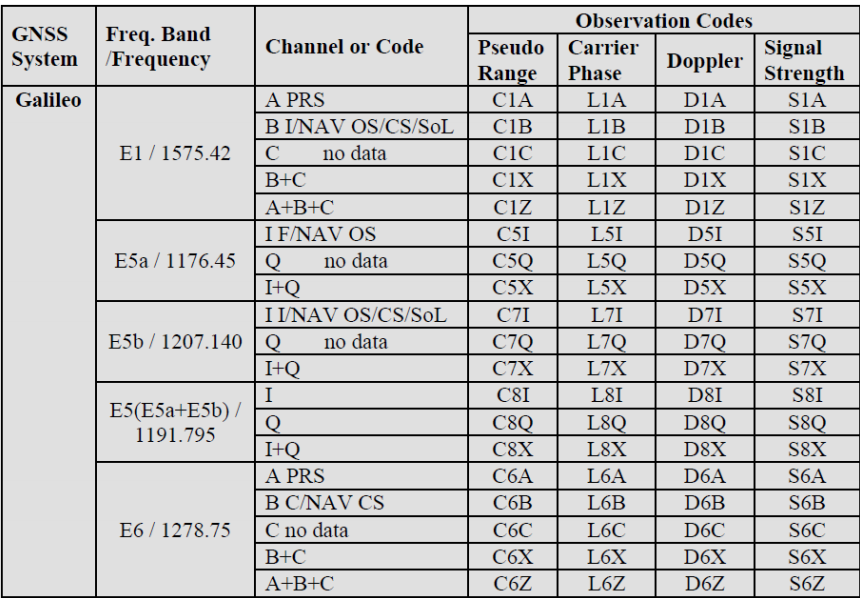 GNSS System | Freq. Band /Frequency | Channel or Code | Observation Codes
Pseudo Range | Carrier Phase | Doppler | Signal Strength
Galileo | E1 / 1575.42 | A PRS | C1A | L1A | D1A | S1A
B I/NAV OS/CS/SoL | C1B | L1B | D1B | S1B
C no data | C1C | L1C | D1C | S1C
B+C | C1X | L1X | D1X | S1X
A+B+C | C1Z | L1Z | D1Z | S1Z
E5a / 1176.45 | I F/NAV OS | C5I | L5I | D5I | S5I
Q no data | C5Q | L5Q | D5Q | S5Q
I+Q | C5X | L5X | D5X | S5X
E5b / 1207.140 | I I/NAV OS/CS/SoL | C7I | L7I | D7I | S7I
Q no data | C7Q | L7Q | D7Q | S7Q
I+Q | C7X | L7X | D7X | S7X
E5(E5a+E5b) / 1191.795 | I | C8I | L8I | D8I | S8I
Q | C8Q | L8Q | D8Q | S8Q
I+Q | C8X | L8X | D8X | S8X
E6 / 1278.75 | A PRS | C6A | L6A | D6A | S6A
B C/NAV CS | C6B | L6B | D6B | S6B
C no data | C6C | L6C | D6C | S6C
B+C | C6X | L6X | D6X | S6X
A+B+C | C6Z | L6Z | D6Z | S6Z